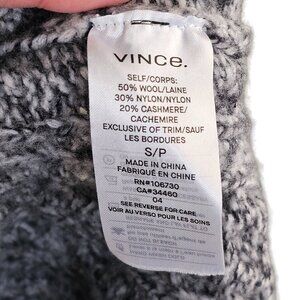 VINCE.
SELF/CORPS:
50% WOOL/LAINE
30% NYLON/NYLON
20% CASHMERE/
CACHEMIRE
EXCLUSIVE OF TRIM/SAUF
LES BORDURES
S/P
MADE IN CHINA
FABRIQUÉ EN CHINE
RN#106730
CA#34460
04
SEE REVERSE FOR CARE
VOIR AU VERSO POUR LES SOINS